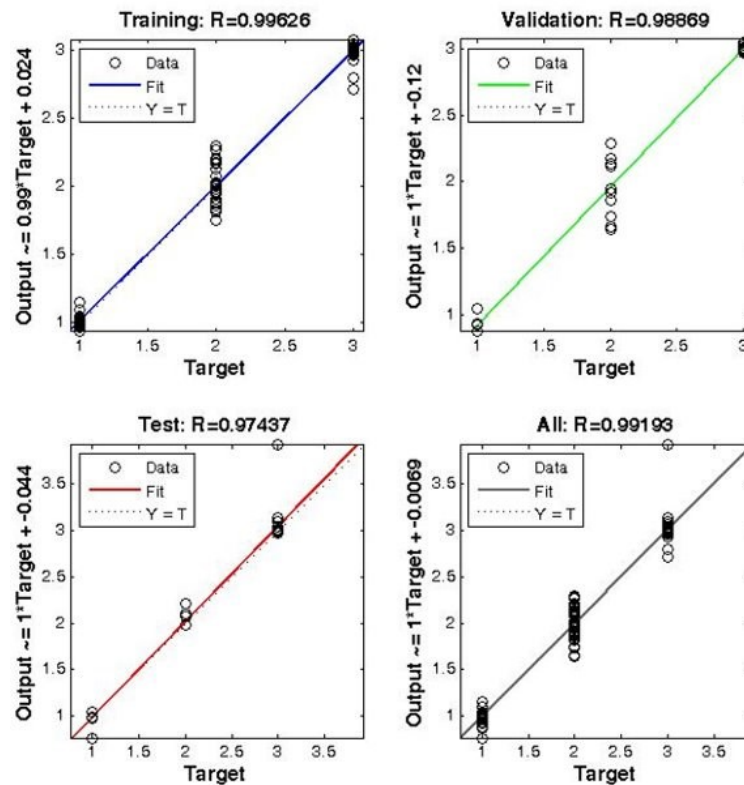 Training: R=0.99626
Output ~= 0.99*Target + 0.024
3
2.5
2
1.5
1
Data
Fit
Y = T
1
1.5
2
2.5
3
Target
Validation: R=0.98869
Output ~= 1*Target + -0.12
3
2.5
2
1.5
1
Data
Fit
Y = T
1
1.5
2
2.5
3
Target
Test: R=0.97437
Output ~= 1*Target + -0.044
3.5
3
2.5
2
1.5
1
Data
Fit
Y = T
1
1.5
2
2.5
3
3.5
Target
All: R=0.99193
Output ~= 1*Target + -0.0069
3.5
3
2.5
2
1.5
1
Data
Fit
Y = T
1
1.5
2
2.5
3
3.5
Target